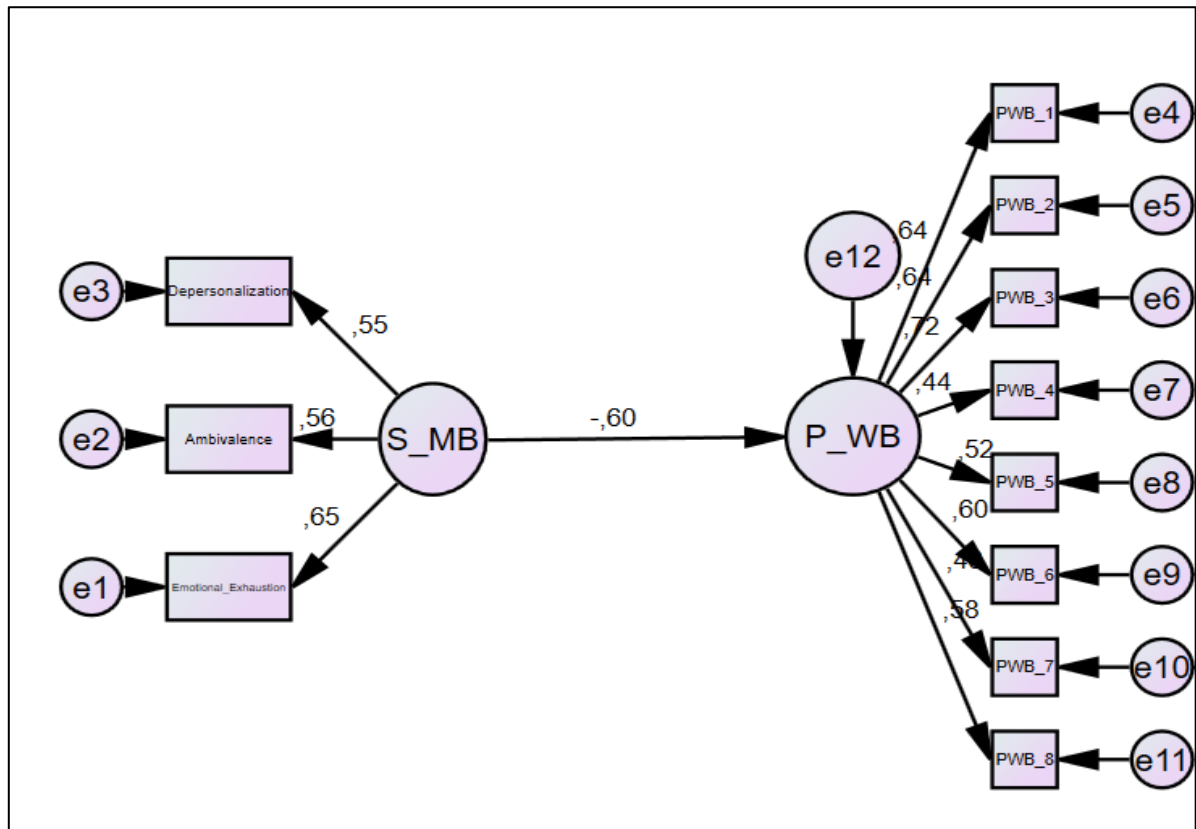 e3
Depersonalization
,55
e2
Ambivalence
,56
e1
Emotional_Exhaustion
,65
S_MB
-,60
e12
P_WB
,64
,64
,72
,44
,52
,60
,58
PWB_1
e4
PWB_2
e5
PWB_3
e6
PWB_4
e7
PWB_5
e8
PWB_6
e9
PWB_7
e10
PWB_8
e11